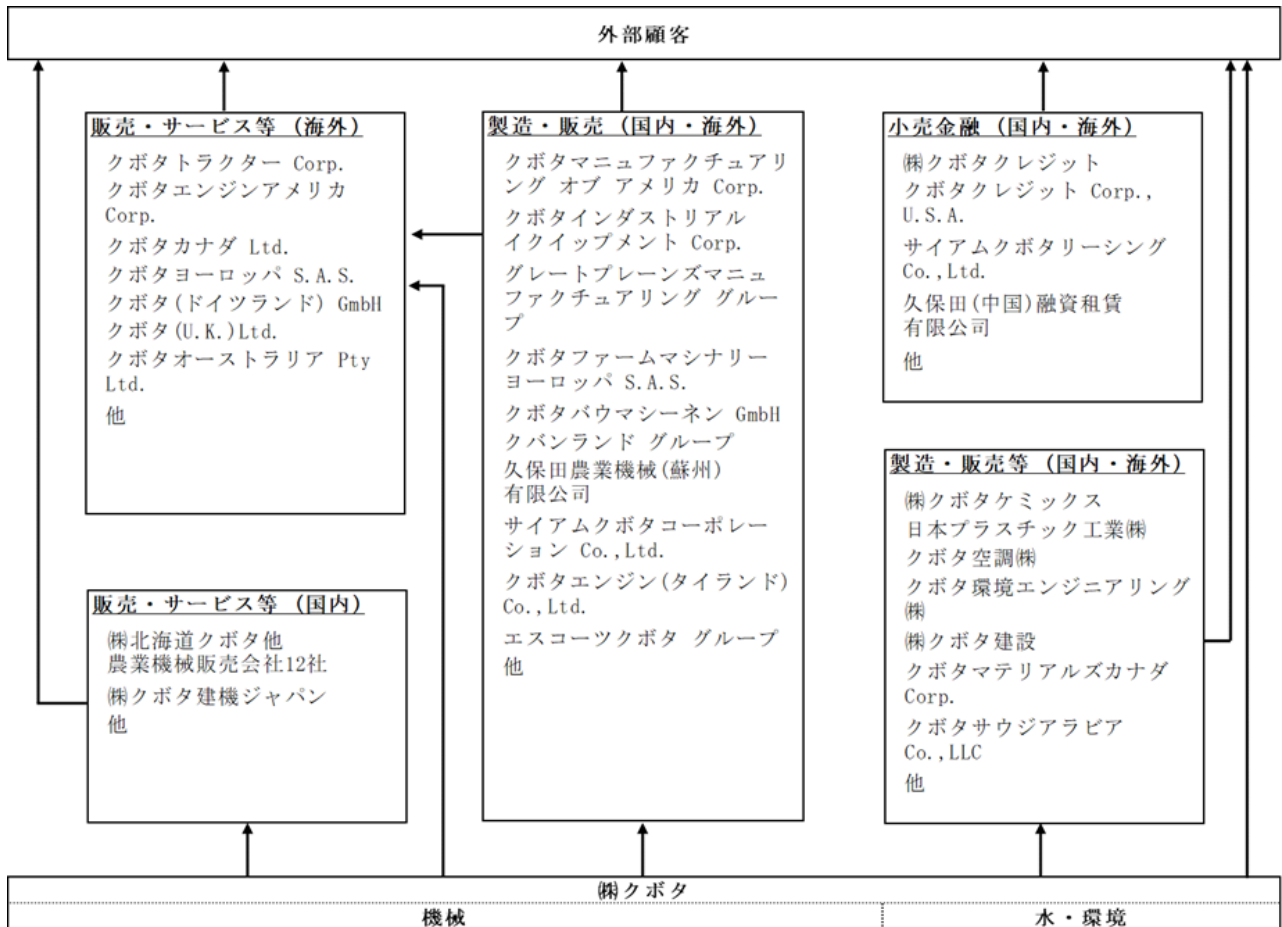 外部顧客
販売・サービス等 (海外)
クボタトラクター Corp.
クボタエンジンアメリカ
Corp.
クボタカナダ Ltd.
クボタヨーロッパ S.A.S.
クボタ(ドイツランド) GmbH
クボタ(U.K.)Ltd.
クボタオーストラリア Pty
Ltd.
他
販売・サービス等 (国内)
㈱北海道クボタ他
農業機械販売会社12社
㈱クボタ建機ジャパン
他
製造・販売 (国内・海外)
クボタマニュファクチュアリ
ング オブ アメリカ Corp.
クボタインダストリアル
イクイップメント Corp.
グレートプレーンズマニュ
ファクチュアリング グルー
プ
クボタファームマシナリー
ヨーロッパ S.A.S.
クボタバウマシーネン GmbH
クバンランド グループ
久保田農業機械(蘇州)
有限公司
サイアムクボタコーポレー
ション Co.,Ltd.
クボタエンジン(タイランド)
Co.,Ltd.
エスコーツクボタ グループ
他
小売金融 (国内・海外)
㈱クボタクレジット
クボタクレジット Corp.,
U.S.A.
サイアムクボタリーシング
Co.,Ltd.
久保田(中国)融資租賃
有限公司
他
製造・販売等 (国内・海外)
㈱クボタケミックス
日本プラスチック工業㈱
クボタ空調㈱
クボタ環境エンジニアリング
㈱
㈱クボタ建設
クボタマテリアルズカナダ
Corp.
クボタサウジアラビア
Co.,LLC
他
㈱クボタ
機械
水・環境